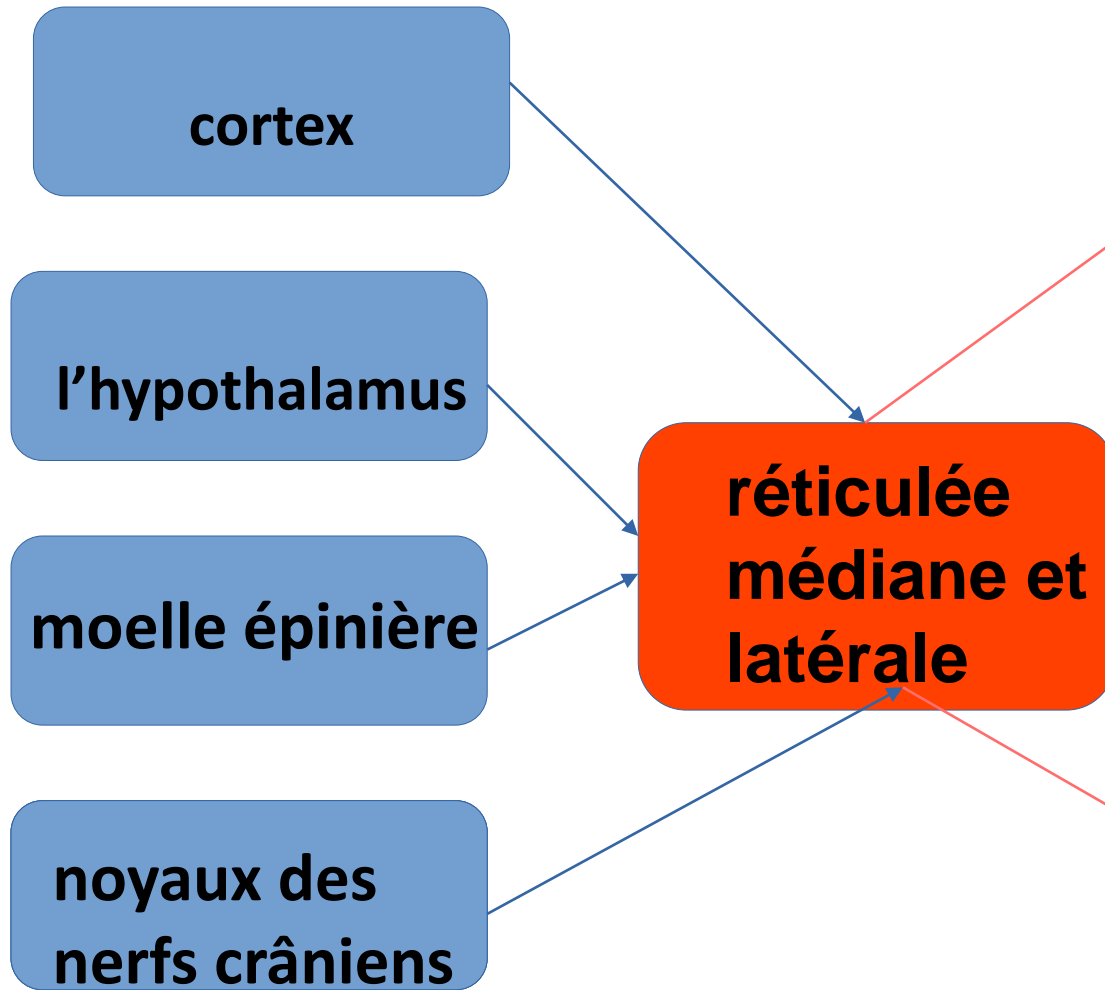 cortex
l’hypothalamus
moelle épinière
noyaux des
nerfs crâniens
réticulée
médiane et
latérale